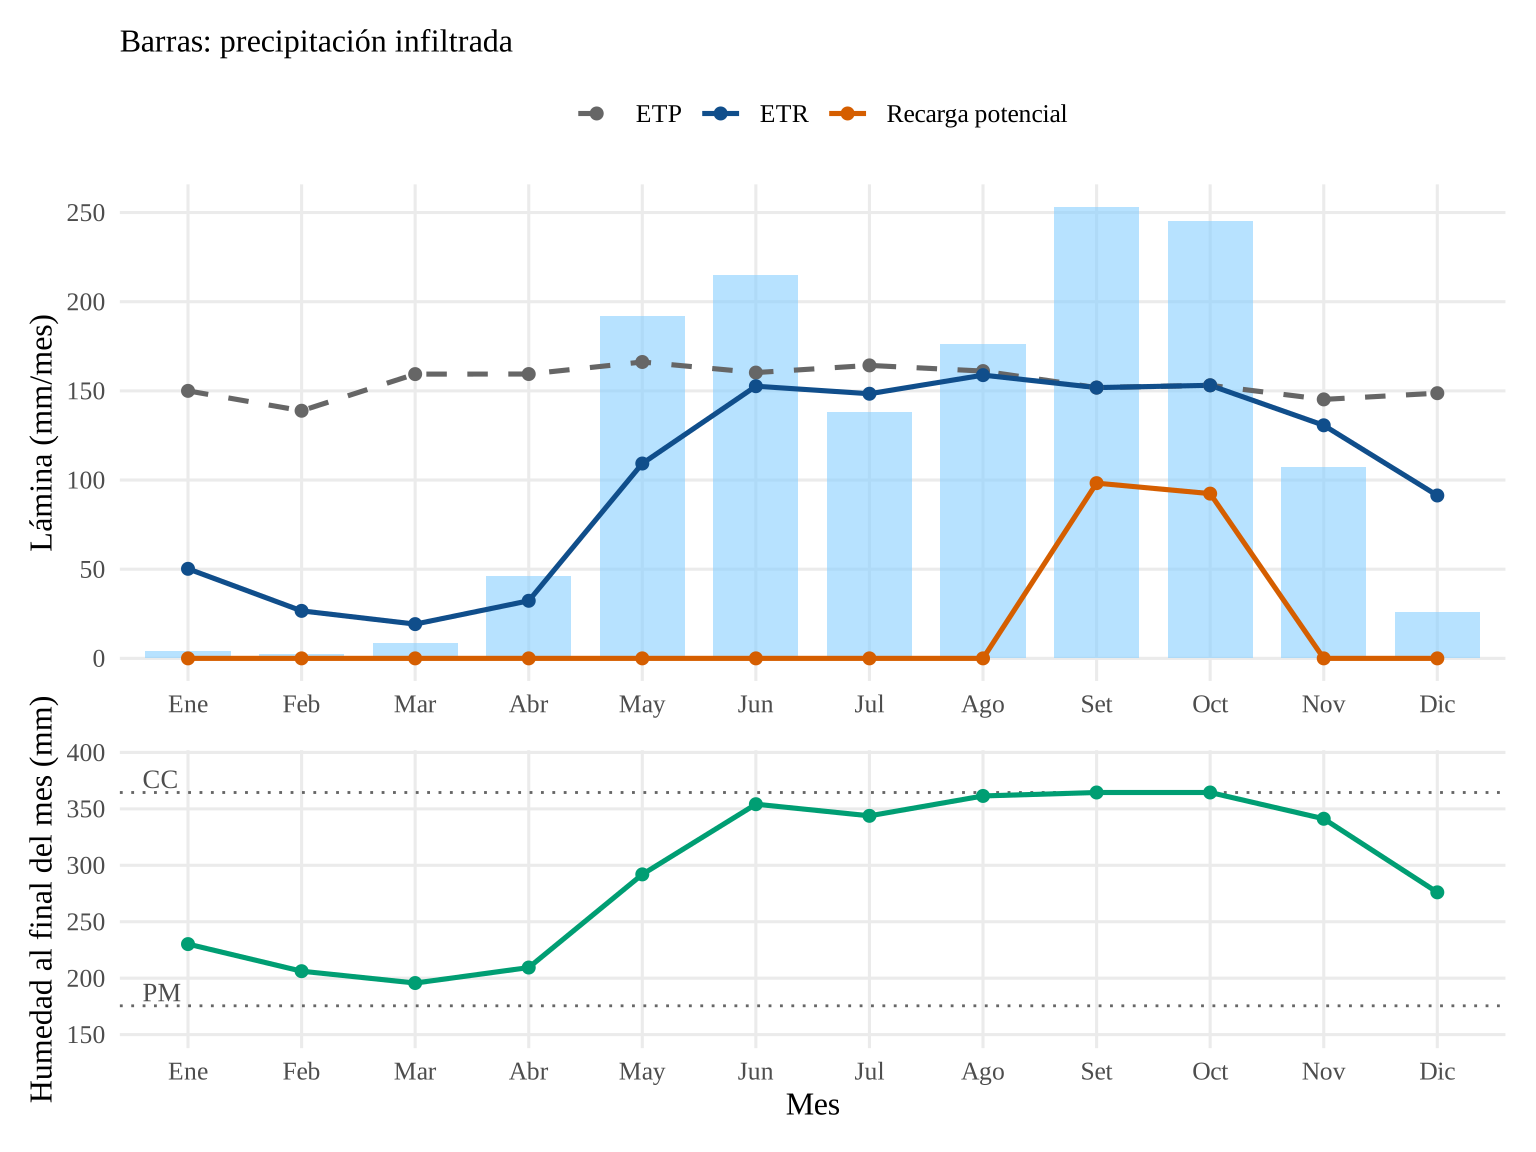 Barras: precipitación infiltrada
ETP ETR Recarga potencial
Lámina (mm/mes)
250
200
150
100
50
0
Ene Feb Mar Abr May Jun Jul Ago Set Oct Nov Dic
Humedad al final del mes (mm)
400
350
300
250
200
150
CC
PM
Ene Feb Mar Abr May Jun Jul Ago Set Oct Nov Dic
Mes